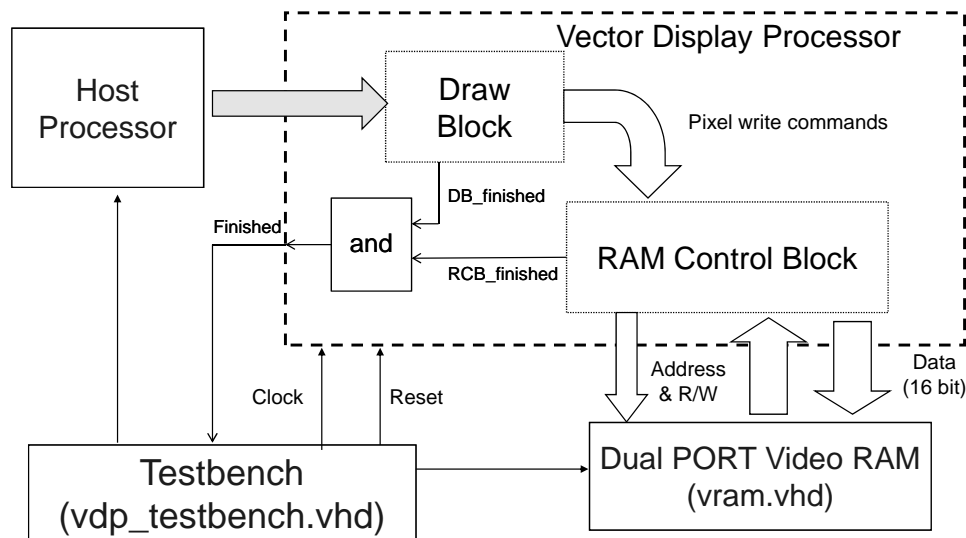 Vector Display Processor
Host
Processor
Draw
Block
Pixel write commands
DB_finished
Finished
and
RCB_finished
RAM Control Block
Clock
Reset
Address
& R/W
Data
(16 bit)
Testbench
(vdp_testbench.vhd)
Dual PORT Video RAM
(vram.vhd)